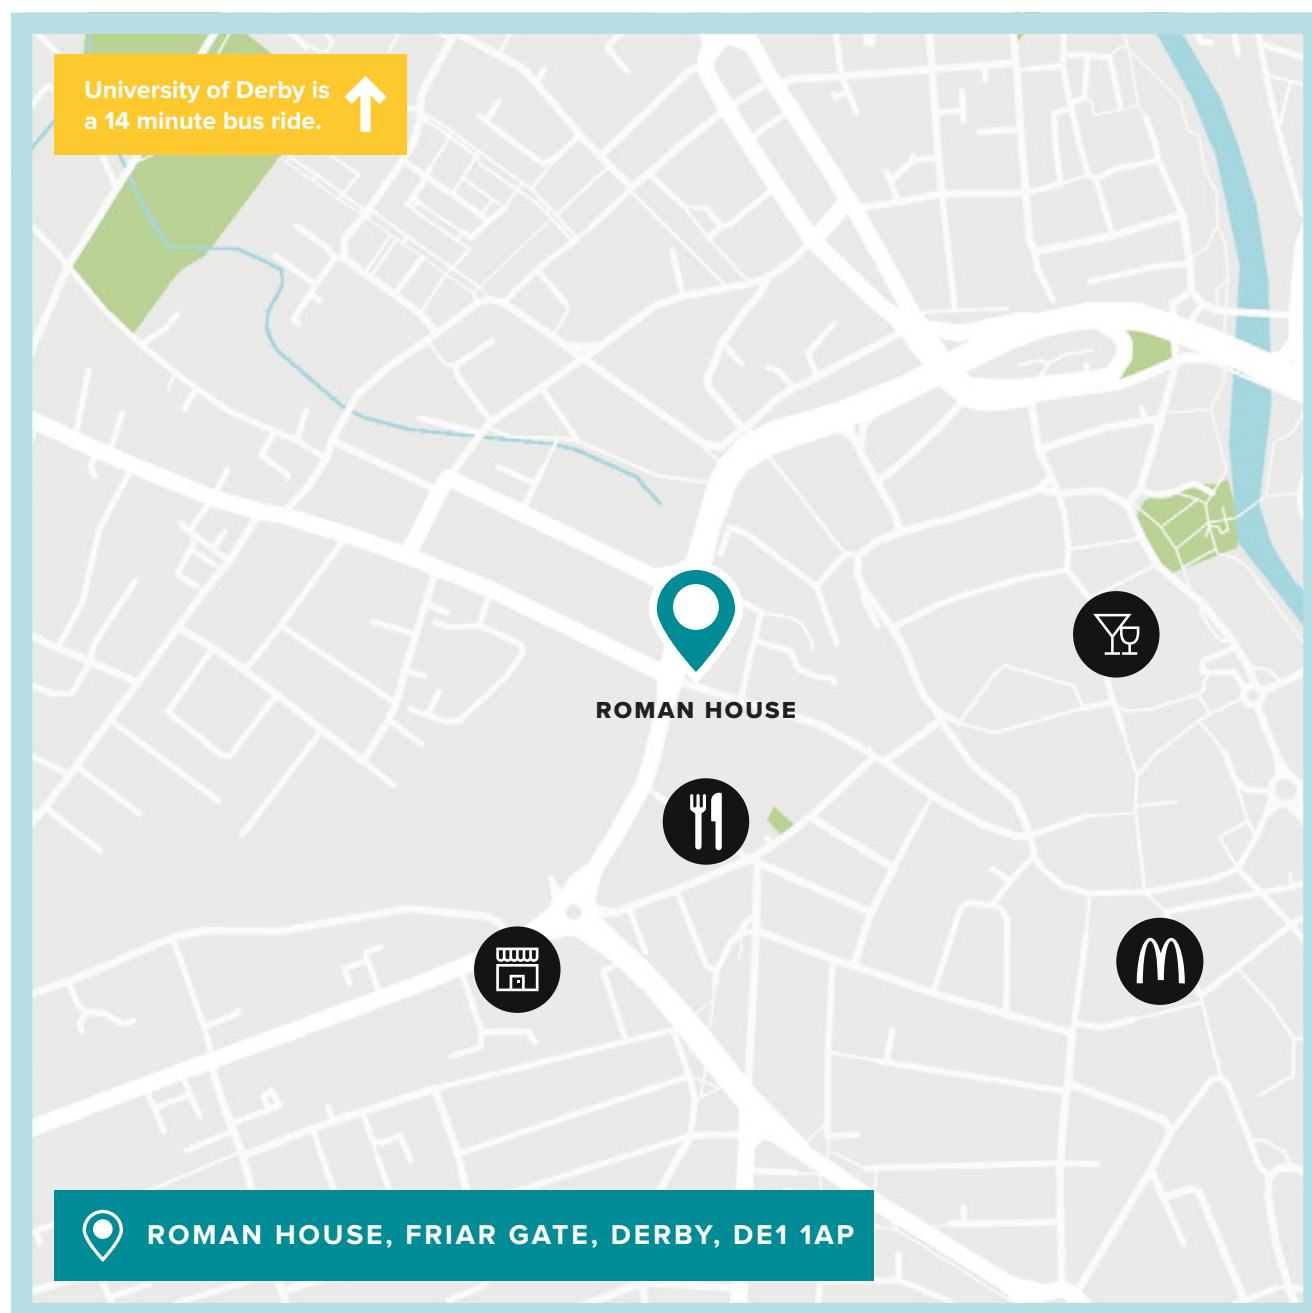 University of Derby is
a 14 minute bus ride.
ROMAN HOUSE
ROMAN HOUSE, FRIAR GATE, DERBY, DE1 1AP